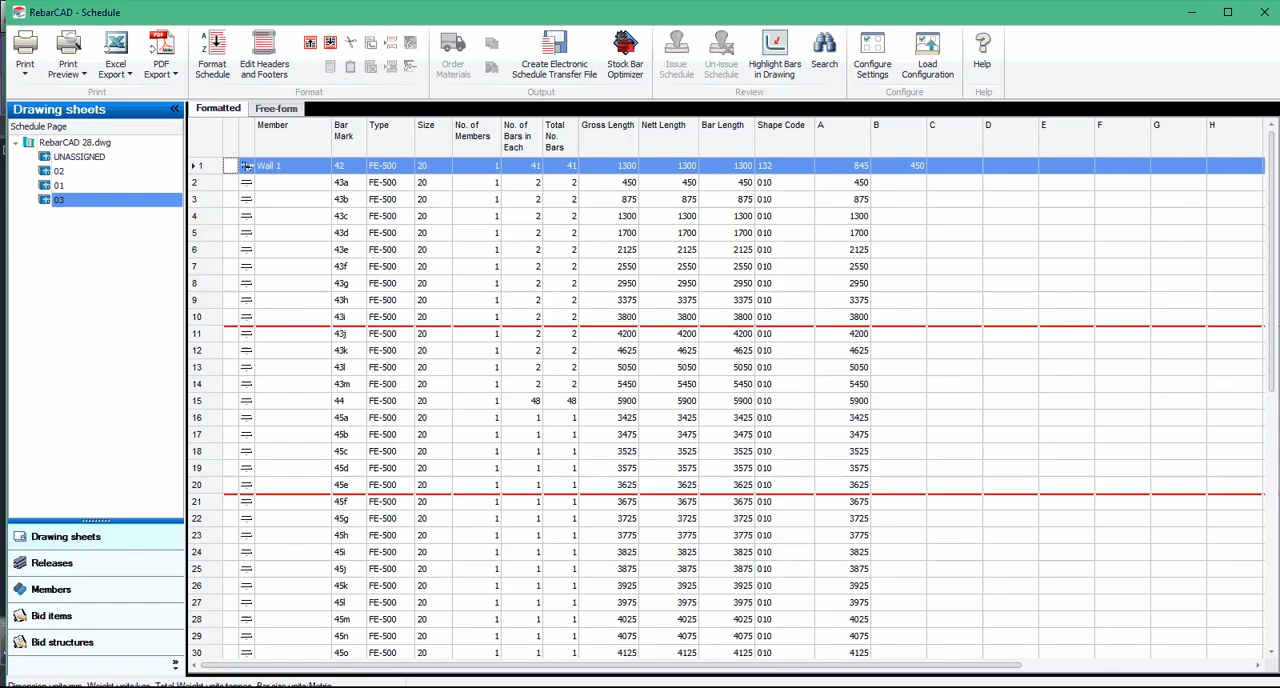 RebarCAD - Schedule
Print
Print Preview
Excel Export
PDF Export
Format Schedule
Edit Headers and Footers
Order Materials
Create Electronic Schedule Transfer File
Stock Bar Optimizer
Issue Schedule
Un-issue Schedule
Highlight Bars in Drawing
Search
Configure Settings
Load Configuration
Help
Print
Format
Output
Review
Configure
Help
Drawing sheets
Schedule Page
RebarCAD 28.dwg
UNASSIGNED
02
01
03
Drawing sheets
Releases
Members
Bid items
Bid structures
Formatted Free-form
Member Bar Mark Type Size No. of Members No. of Bars in Each Total No. Bars Gross Length Nett Length Bar Length Shape Code A B C D E F G H
1 Wall 1 42 FE-500 20 1 41 41 1300 1300 1300 132 845 450
2 43a FE-500 20 1 2 2 450 450 450 010 450
3 43b FE-500 20 1 2 2 875 875 875 010 875
4 43c FE-500 20 1 2 2 1300 1300 1300 010 1300
5 43d FE-500 20 1 2 2 1700 1700 1700 010 1700
6 43e FE-500 20 1 2 2 2125 2125 2125 010 2125
7 43f FE-500 20 1 2 2 2550 2550 2550 010 2550
8 43g FE-500 20 1 2 2 2950 2950 2950 010 2950
9 43h FE-500 20 1 2 2 3375 3375 3375 010 3375
10 43i FE-500 20 1 2 2 3800 3800 3800 010 3800
11 43j FE-500 20 1 2 2 4200 4200 4200 010 4200
12 43k FE-500 20 1 2 2 4625 4625 4625 010 4625
13 43l FE-500 20 1 2 2 5050 5050 5050 010 5050
14 43m FE-500 20 1 2 2 5450 5450 5450 010 5450
15 44 FE-500 20 1 48 48 5900 5900 5900 010 5900
16 45a FE-500 20 1 1 1 3425 3425 3425 010 3425
17 45b FE-500 20 1 1 1 3475 3475 3475 010 3475
18 45c FE-500 20 1 1 1 3525 3525 3525 010 3525
19 45d FE-500 20 1 1 1 3575 3575 3575 010 3575
20 45e FE-500 20 1 1 1 3625 3625 3625 010 3625
21 45f FE-500 20 1 1 1 3675 3675 3675 010 3675
22 45g FE-500 20 1 1 1 3725 3725 3725 010 3725
23 45h FE-500 20 1 1 1 3775 3775 3775 010 3775
24 45i FE-500 20 1 1 1 3825 3825 3825 010 3825
25 45j FE-500 20 1 1 1 3875 3875 3875 010 3875
26 45k FE-500 20 1 1 1 3925 3925 3925 010 3925
27 45l FE-500 20 1 1 1 3975 3975 3975 010 3975
28 45m FE-500 20 1 1 1 4025 4025 4025 010 4025
29 45n FE-500 20 1 1 1 4075 4075 4075 010 4075
30 45o FE-500 20 1 1 1 4125 4125 4125 010 4125